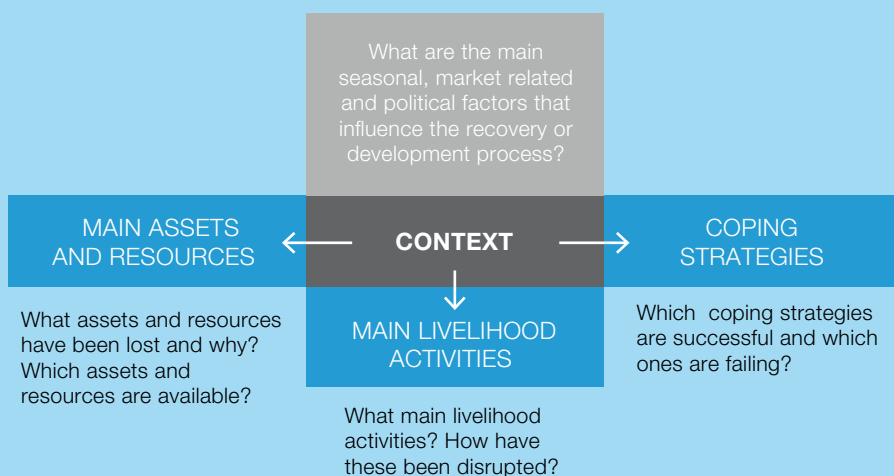 What are the main
seasonal, market related
and political factors that
influence the recovery or
development process?
MAIN ASSETS
AND RESOURCES
CONTEXT
COPING
STRATEGIES
What assets and resources
have been lost and why?
Which assets and
resources are available?
MAIN LIVELIHOOD
ACTIVITIES
Which coping strategies
are successful and which
ones are failing?
What main livelihood
activities? How have
these been disrupted?